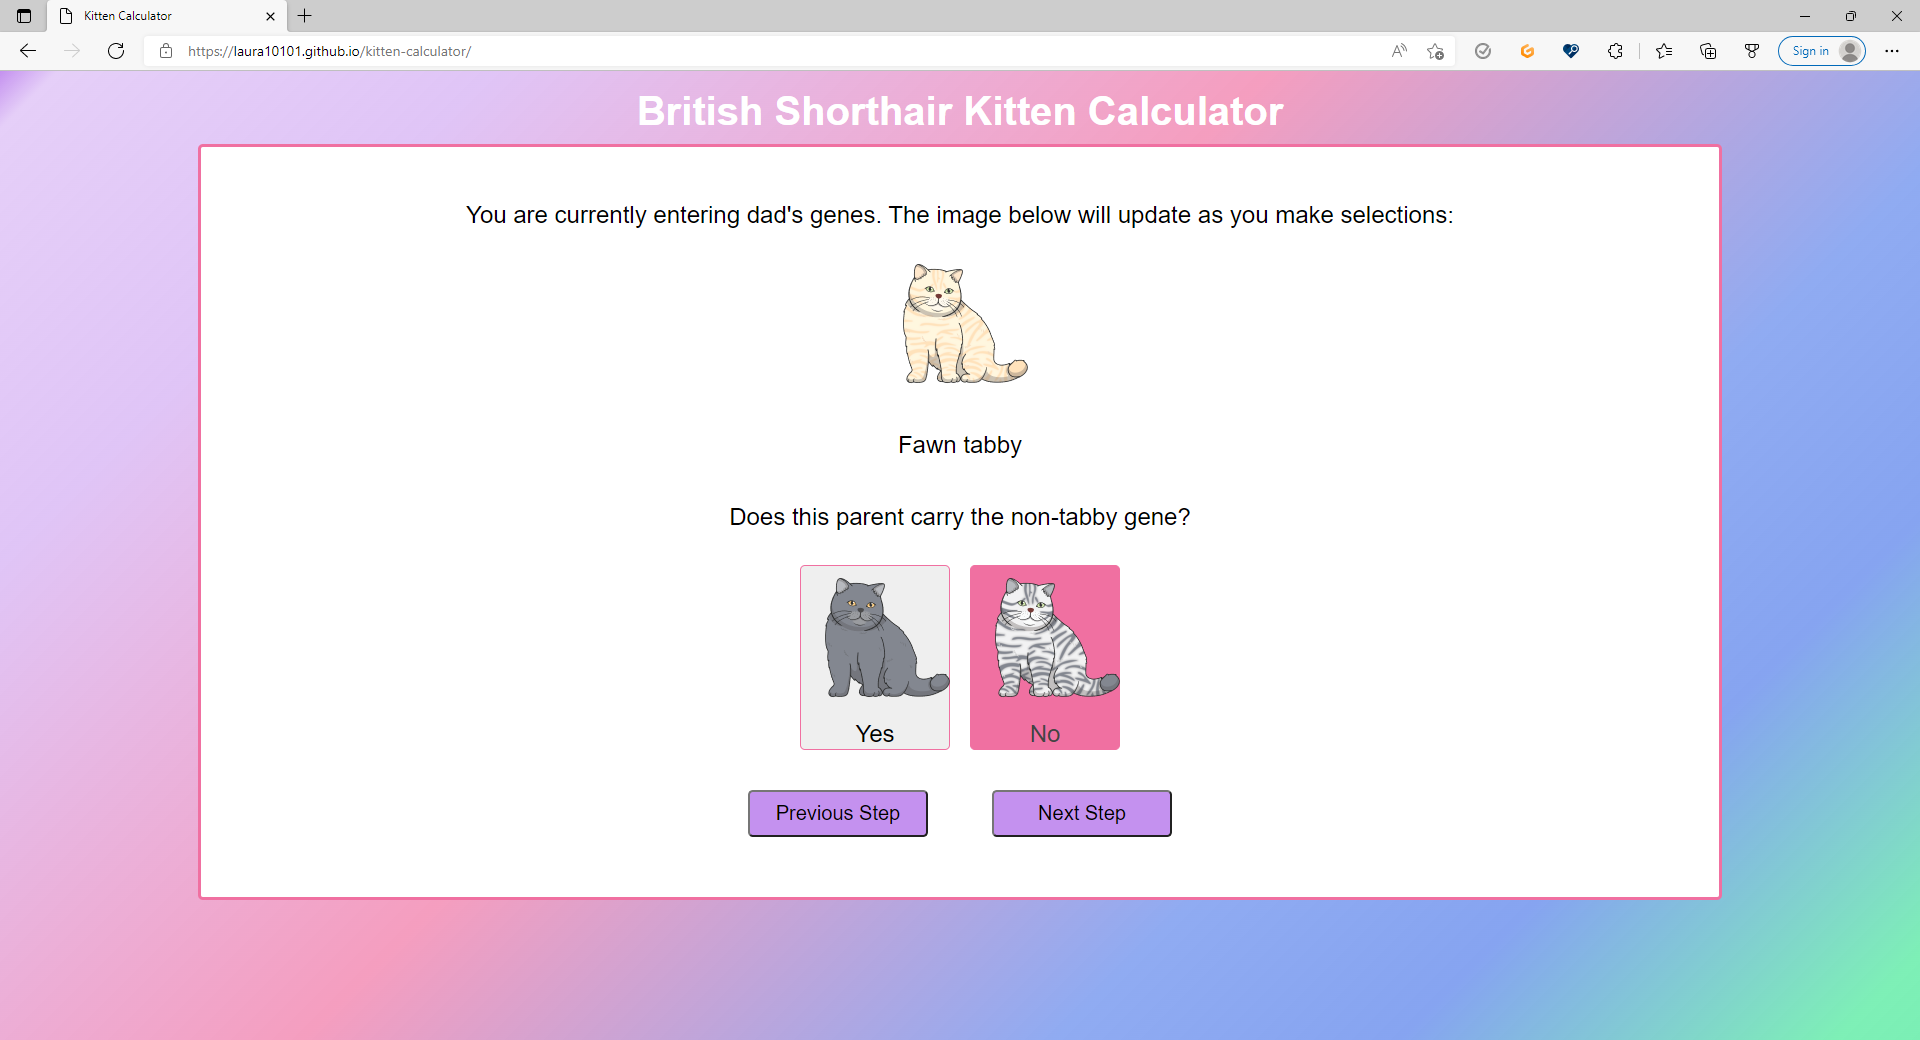 Kitten Calculator
https://laura10101.github.io/kitten-calculator/
Sign in
British Shorthair Kitten Calculator
You are currently entering dad's genes. The image below will update as you make selections:
Fawn tabby
Does this parent carry the non-tabby gene?
Yes No
Previous Step Next Step